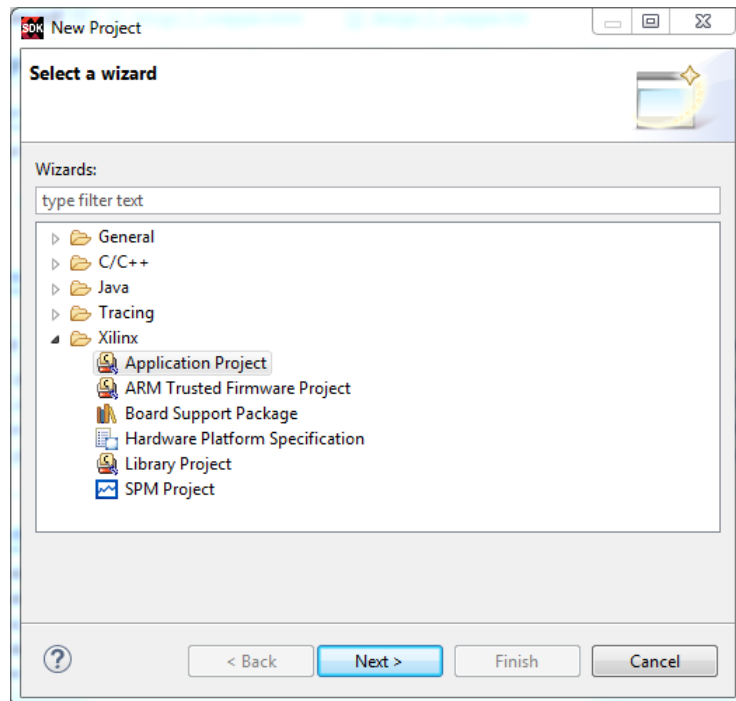 SDK New Project
Select a wizard
Wizards:
type filter text
General
C/C++
Java
Tracing
Xilinx
Application Project
ARM Trusted Firmware Project
Board Support Package
Hardware Platform Specification
Library Project
SPM Project
? < Back Next > Finish Cancel